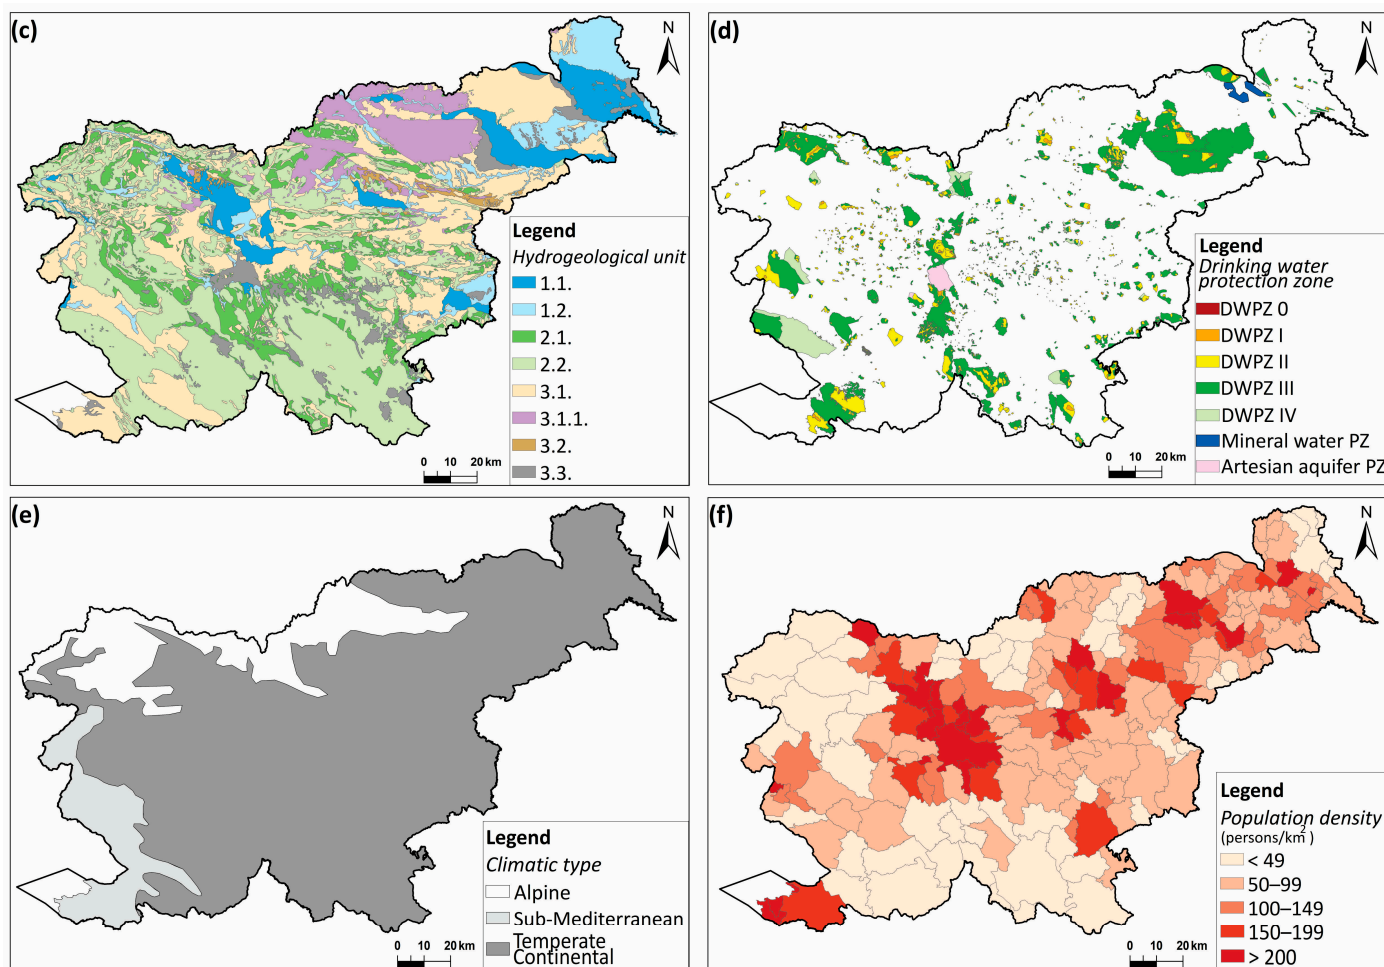 (c)
N
Legend
Hydrogeological unit
1.1.
1.2.
2.1.
2.2.
3.1.
3.1.1.
3.2.
3.3.
0 10 20 km
(d)
N
Legend
Drinking water
protection zone
DWPZ 0
DWPZ I
DWPZ II
DWPZ III
DWPZ IV
Mineral water PZ
Artesian aquifer PZ
0 10 20 km
(e)
N
Legend
Climatic type
Alpine
Sub-Mediterranean
Temperate
Continental
0 10 20 km
(f)
N
Legend
Population density
(persons/km²)
< 49
50–99
100–149
150–199
> 200
0 10 20 km